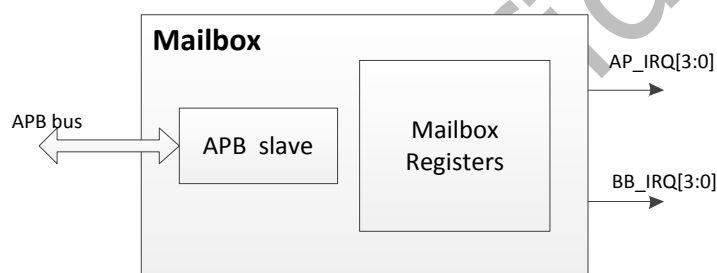 Mailbox
AP_IRQ[3:0]
APB bus
APB slave
Mailbox
Registers
BB_IRQ[3:0]